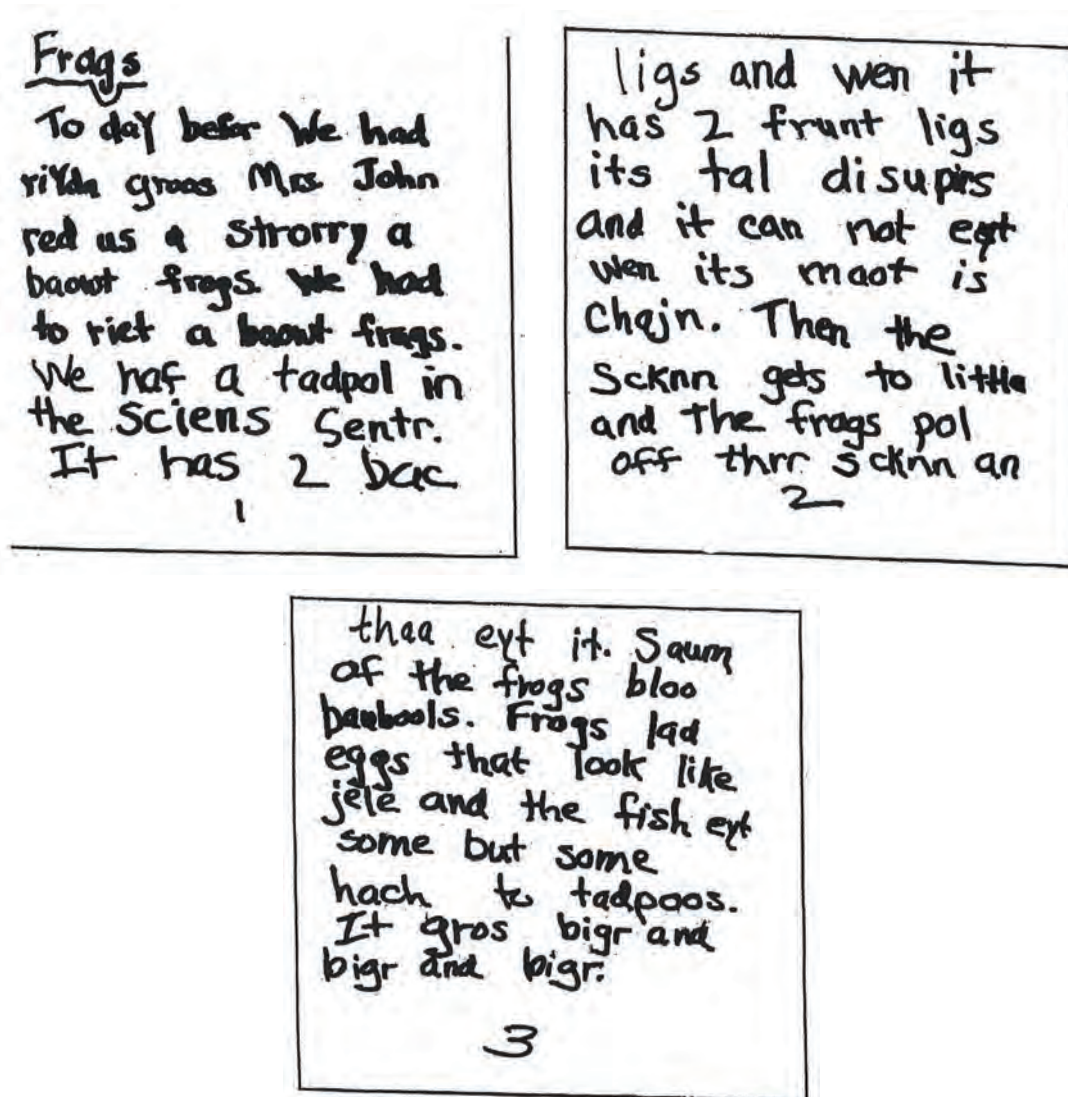 Frags
To day befor We had
riYdn groos Mrs. John
red us a Strorry a
baowt frogs. We had
to riet a baowt frags.
We haf a tadpol in
the Sciens Sentr.
It has 2 bac
1
ligs and wen it
has 2 frunt ligs
its tal disupirs
and it can not eyt
wen its maot is
Chajn. Then the
Scknn gets to little
and the frogs pol
off thrr scknn an
2
thaa eyt it. Saum
of the frogs bloo
baubools. Frogs lad
eggs that look like
jele and the fish eyt
some but some
hach to tadpoos.
It gros bigr and
bigr and bigr.
3